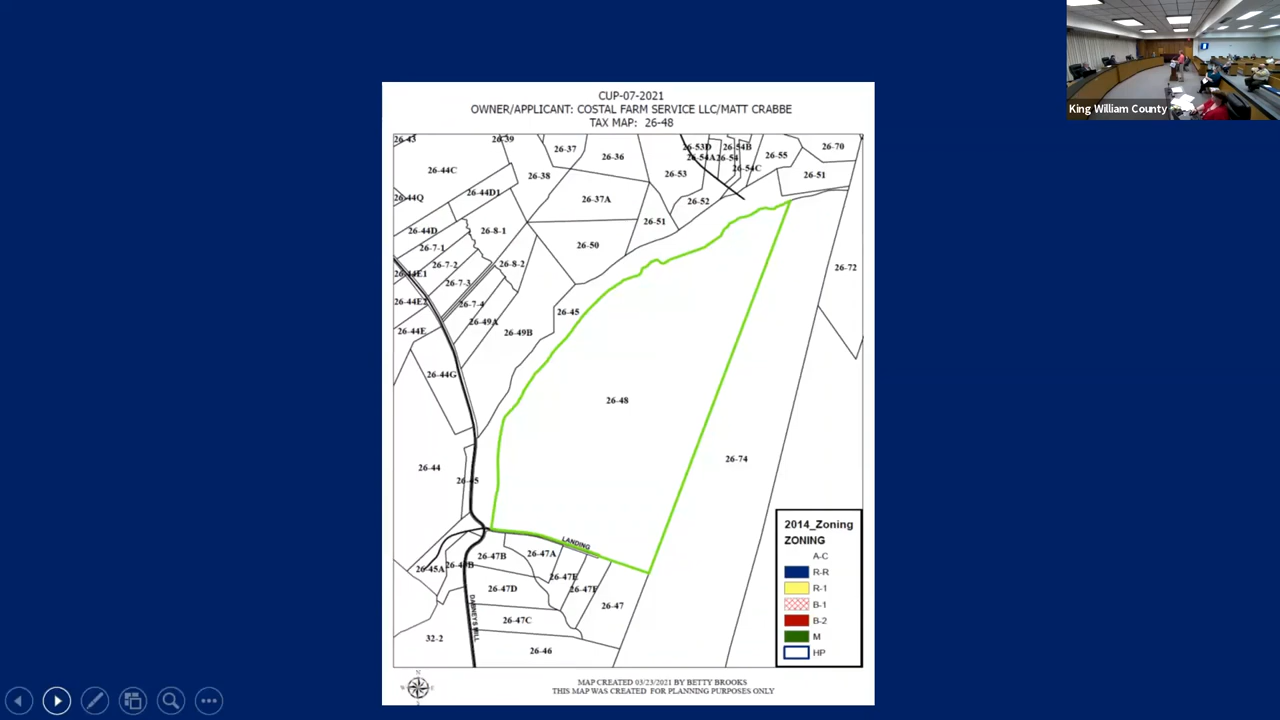 CUP-07-2021
OWNER/APPLICANT: COSTAL FARM SERVICE LLC/MATT CRABBE
TAX MAP: 26-48
King William County
26-43
26-39
26-37
26-36
26-53D
26-54B
26-54A
26-54
26-55
26-70
26-44C
26-38
26-53
26-54C
26-51
26-44Q
26-44D1
26-37A
26-52
26-51
26-44D
26-8-1
26-7-1
26-50
26-7-2
26-8-2
26-72
26-44E1
26-7-3
26-44E2
26-7-4
26-45
26-49A
26-44E
26-49B
26-44G
26-48
26-74
26-44
26-45
LANDING
26-47B
26-47A
26-45A
26-49B
26-47E
26-47F
26-47D
26-47
26-47C
DABNEYS MILL
32-2
26-46
2014_Zoning
ZONING
A-C
R-R
R-1
B-1
B-2
M
HP
N
W E
S
MAP CREATED 03/23/2021 BY BETTY BROOKS
THIS MAP WAS CREATED FOR PLANNING PURPOSES ONLY